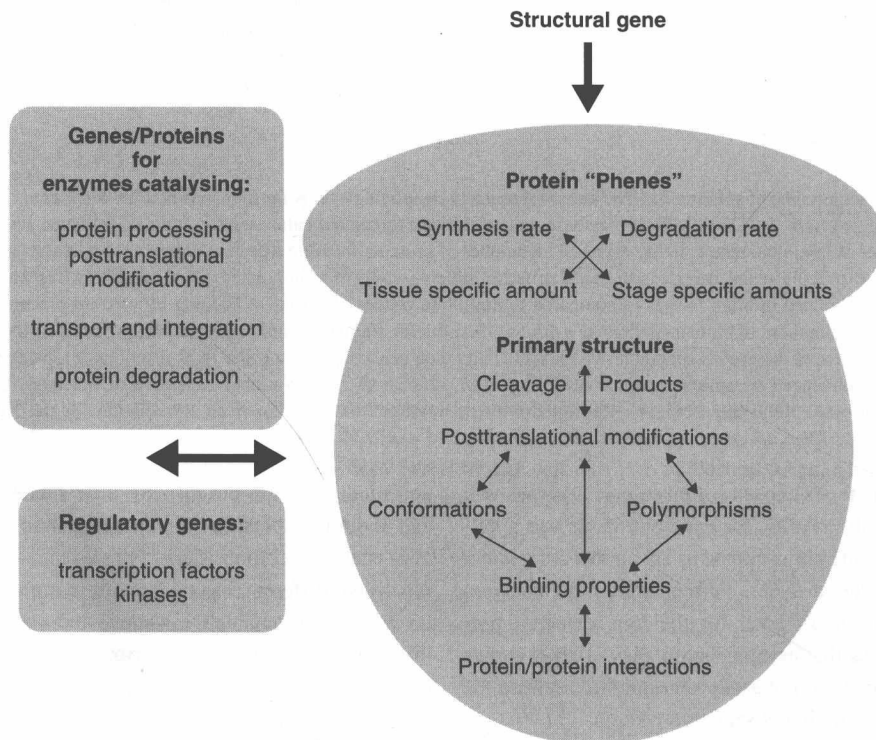 Structural gene
Genes/Proteins
for
enzymes catalysing:
protein processing
posttranslational
modifications
transport and integration
protein degradation
Regulatory genes:
transcription factors
kinases
Protein "Phenes"
Synthesis rate Degradation rate
Tissue specific amount Stage specific amounts
Primary structure
Cleavage Products
Posttranslational modifications
Conformations Polymorphisms
Binding properties
Protein/protein interactions